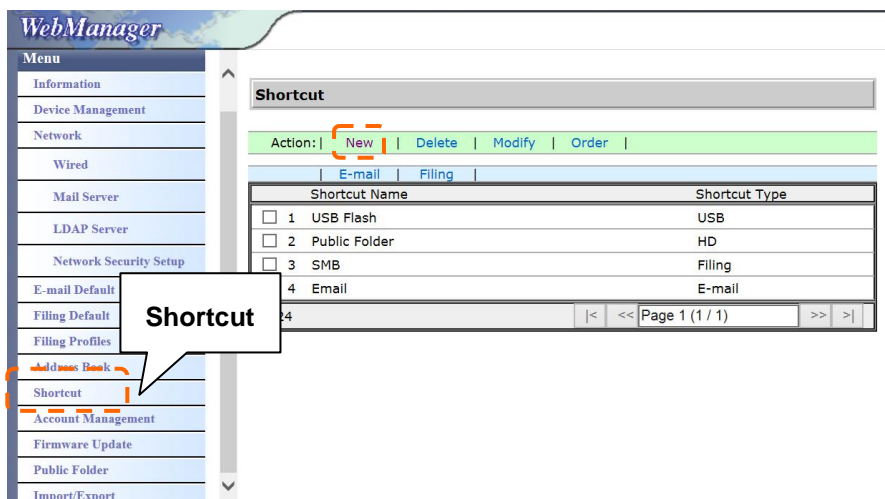 WebManager
Menu
Information
Device Management
Network
Wired
Mail Server
LDAP Server
Network Security Setup
E-mail Default
Filing Default
Filing Profiles
Address Book
Shortcut
Account Management
Firmware Update
Public Folder
Import/Export
Shortcut
Shortcut
Action:| New | Delete | Modify | Order |
| E-mail | Filing |
Shortcut Name Shortcut Type
1 USB Flash USB
2 Public Folder HD
3 SMB Filing
4 Email E-mail
24 |< << Page 1 (1 / 1) >> >|